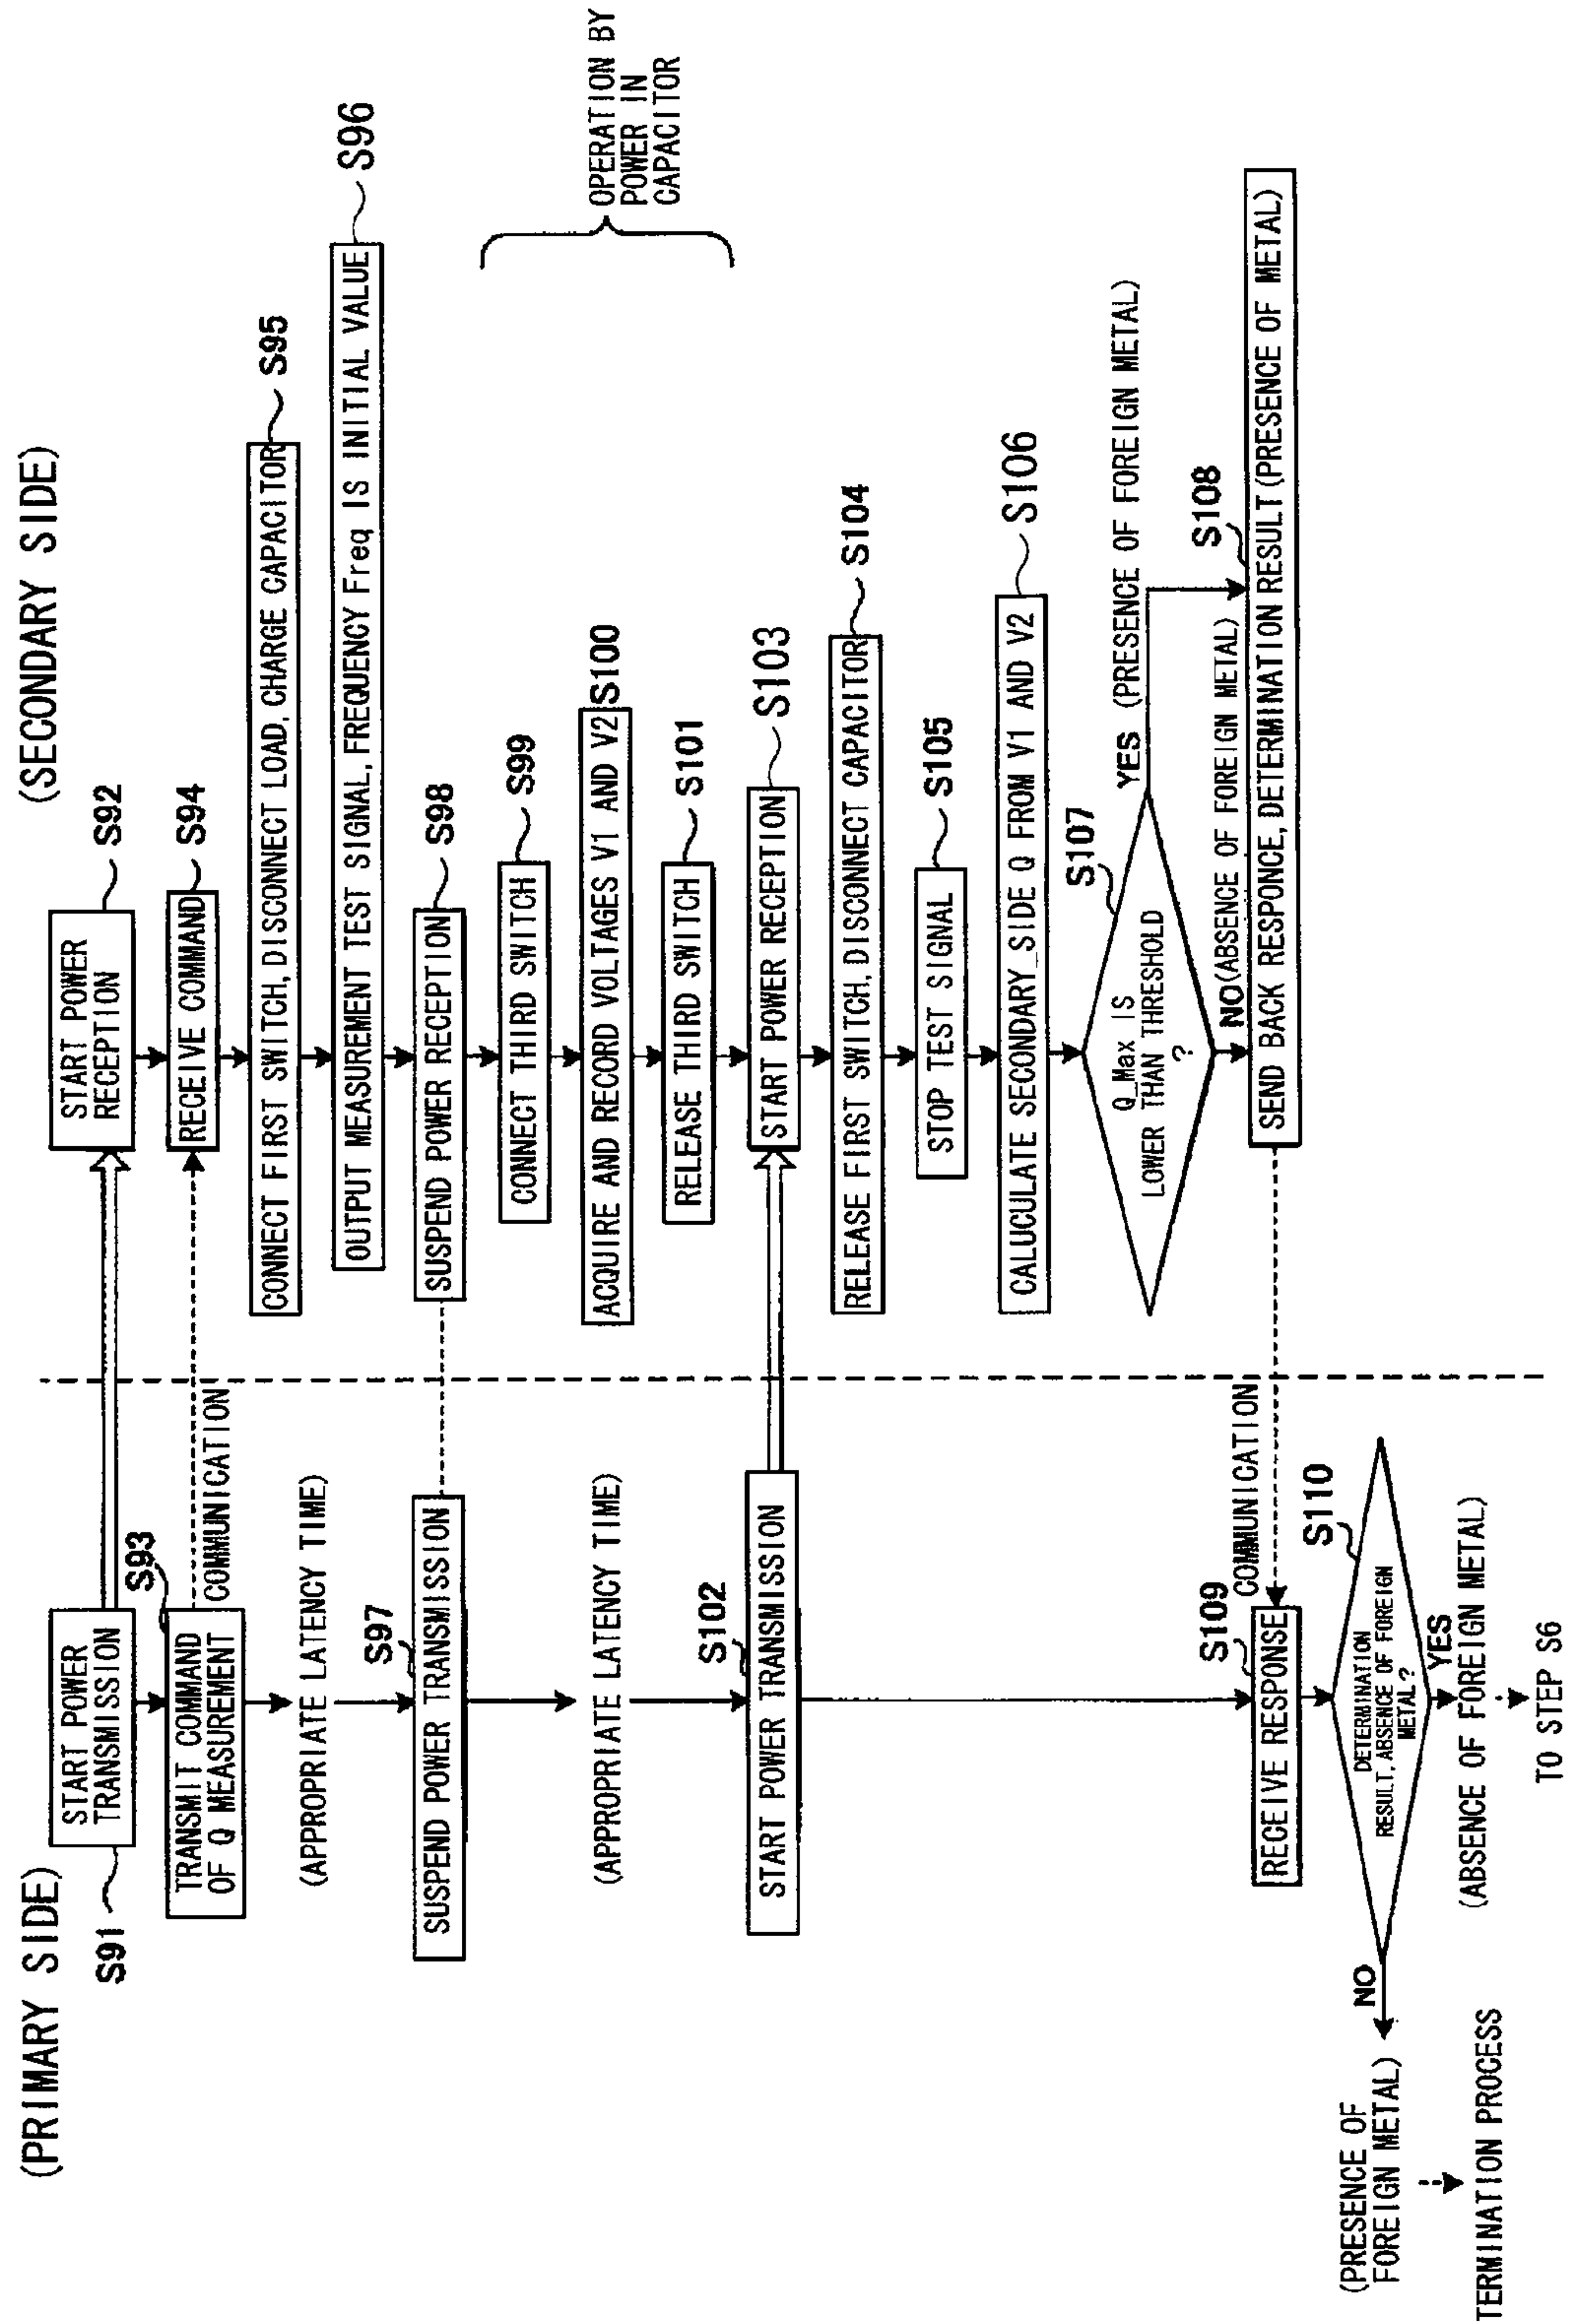 (PRIMARY SIDE)
(SECONDARY SIDE)
S91
START POWER
TRANSMISSION
START POWER
RECEPTION
S92
S93
TRANSMIT COMMAND
OF Q MEASUREMENT
COMMUNICATION
RECEIVE COMMAND
S94
(APPROPRIATE LATENCY TIME)
CONNECT FIRST SWITCH, DISCONNECT LOAD, CHARGE CAPACITOR
S95
OUTPUT MEASUREMENT TEST SIGNAL, FREQUENCY Freq IS INITIAL VALUE
S96
S97
SUSPEND POWER TRANSMISSION
SUSPEND POWER RECEPTION
S98
(APPROPRIATE LATENCY TIME)
CONNECT THIRD SWITCH
S99
ACQUIRE AND RECORD VOLTAGES V1 AND V2
S100
RELEASE THIRD SWITCH
S101
OPERATION BY
POWER IN
CAPACITOR
S102
START POWER TRANSMISSION
START POWER RECEPTION
S103
RELEASE FIRST SWITCH, DISCONNECT CAPACITOR
S104
STOP TEST SIGNAL
S105
CALUCULATE SECONDARY_SIDE Q FROM V1 AND V2
S106
S107
Q_Max IS
LOWER THAN THRESHOLD
?
YES (PRESENCE OF FOREIGN METAL)
NO(ABSENCE OF FOREIGN METAL)
S108
SEND BACK RESPONCE, DETERMINATION RESULT(PRESENCE OF METAL)
COMMUNICATION
S109
RECEIVE RESPONSE
S110
DETERMINATION
RESULT, ABSENCE OF FOREIGN
METAL?
NO
(PRESENCE OF
FOREIGN METAL)
TERMINATION PROCESS
YES
(ABSENCE OF FOREIGN METAL)
TO STEP S6